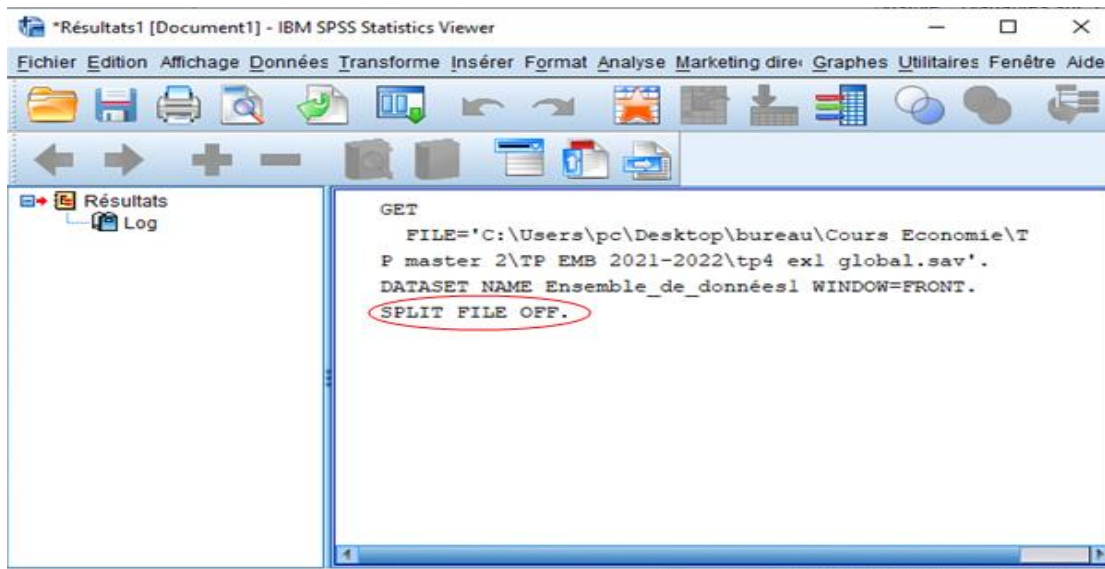 *Résultats1 [Document1] - IBM SPSS Statistics Viewer
Fichier Edition Affichage Données Transforme Insérer Format Analyse Marketing dire Graphes Utilitaires Fenêtre Aide
Résultats
Log
GET
FILE='C:\Users\pc\Desktop\bureau\Cours Economie\T
P master 2\TP EMB 2021-2022\tp4 ex1 global.sav'.
DATASET NAME Ensemble_de_données1 WINDOW=FRONT.
SPLIT FILE OFF.